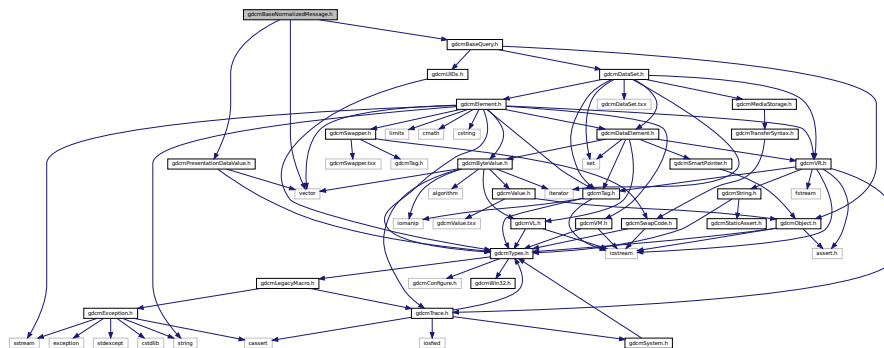 gdcmBaseNormalizedMessage.h
gdcmBaseQuery.h
gdcmUIDs.h
gdcmDataSet.h
gdcmElement.h
gdcmDataSet.txx
gdcmMediaStorage.h
gdcmSwapper.h
limits
cmath
cstring
gdcmDataElement.h
gdcmTransferSyntax.h
gdcmPresentationDataValue.h
gdcmSwapper.txx
gdcmTag.h
gdcmByteValue.h
set
gdcmSmartPointer.h
gdcmVR.h
vector
algorithm
gdcmValue.h
iterator
gdcmTag.h
gdcmString.h
fstream
iomanip
gdcmValue.txx
gdcmVL.h
gdcmVM.h
gdcmSwapCode.h
gdcmStaticAssert.h
gdcmObject.h
gdcmTypes.h
iostream
assert.h
gdcmLegacyMacro.h
gdcmConfigure.h
gdcmWin32.h
gdcmException.h
gdcmTrace.h
sstream
exception
stdexcept
cstdlib
string
cassert
iosfwd
gdcmSystem.h